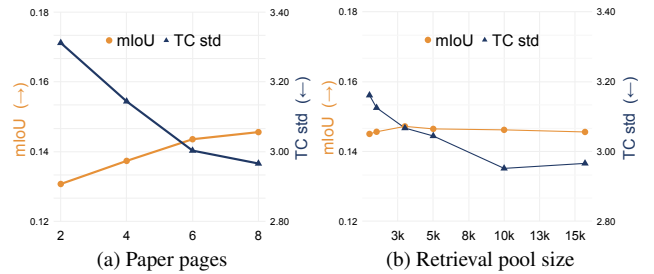 0.18
3.40
mIoU
TC std
0.16
3.20
0.14
3.00
0.12
2.80
mIoU (→)
TC std (←)
2
4
6
8
(a) Paper pages
0.18
3.40
mIoU
TC std
0.16
3.20
0.14
3.00
0.12
2.80
mIoU (→)
TC std (←)
3k
5k
8k
10k
13k
15k
(b) Retrieval pool size